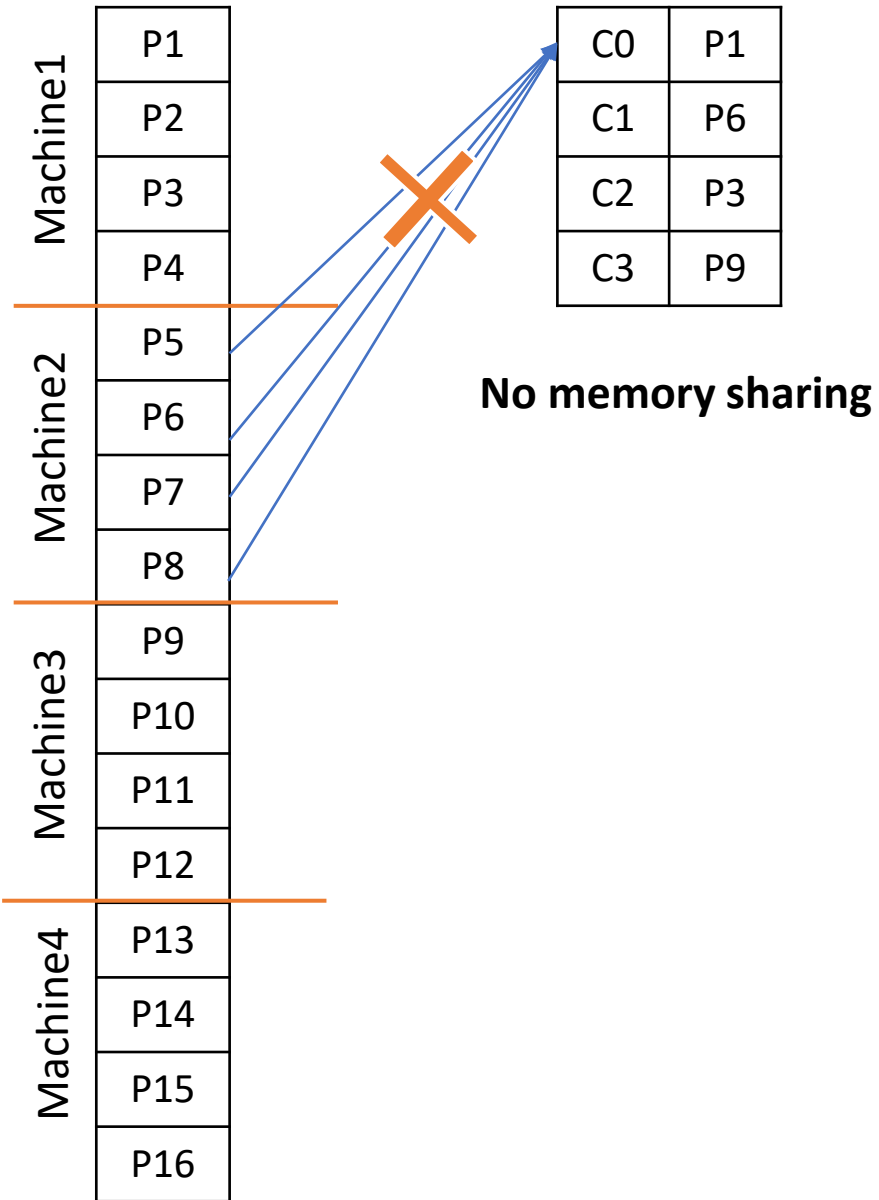 Machine1
P1
P2
P3
P4
Machine2
P5
P6
P7
P8
Machine3
P9
P10
P11
P12
Machine4
P13
P14
P15
P16
C0 P1
C1 P6
C2 P3
C3 P9
No memory sharing